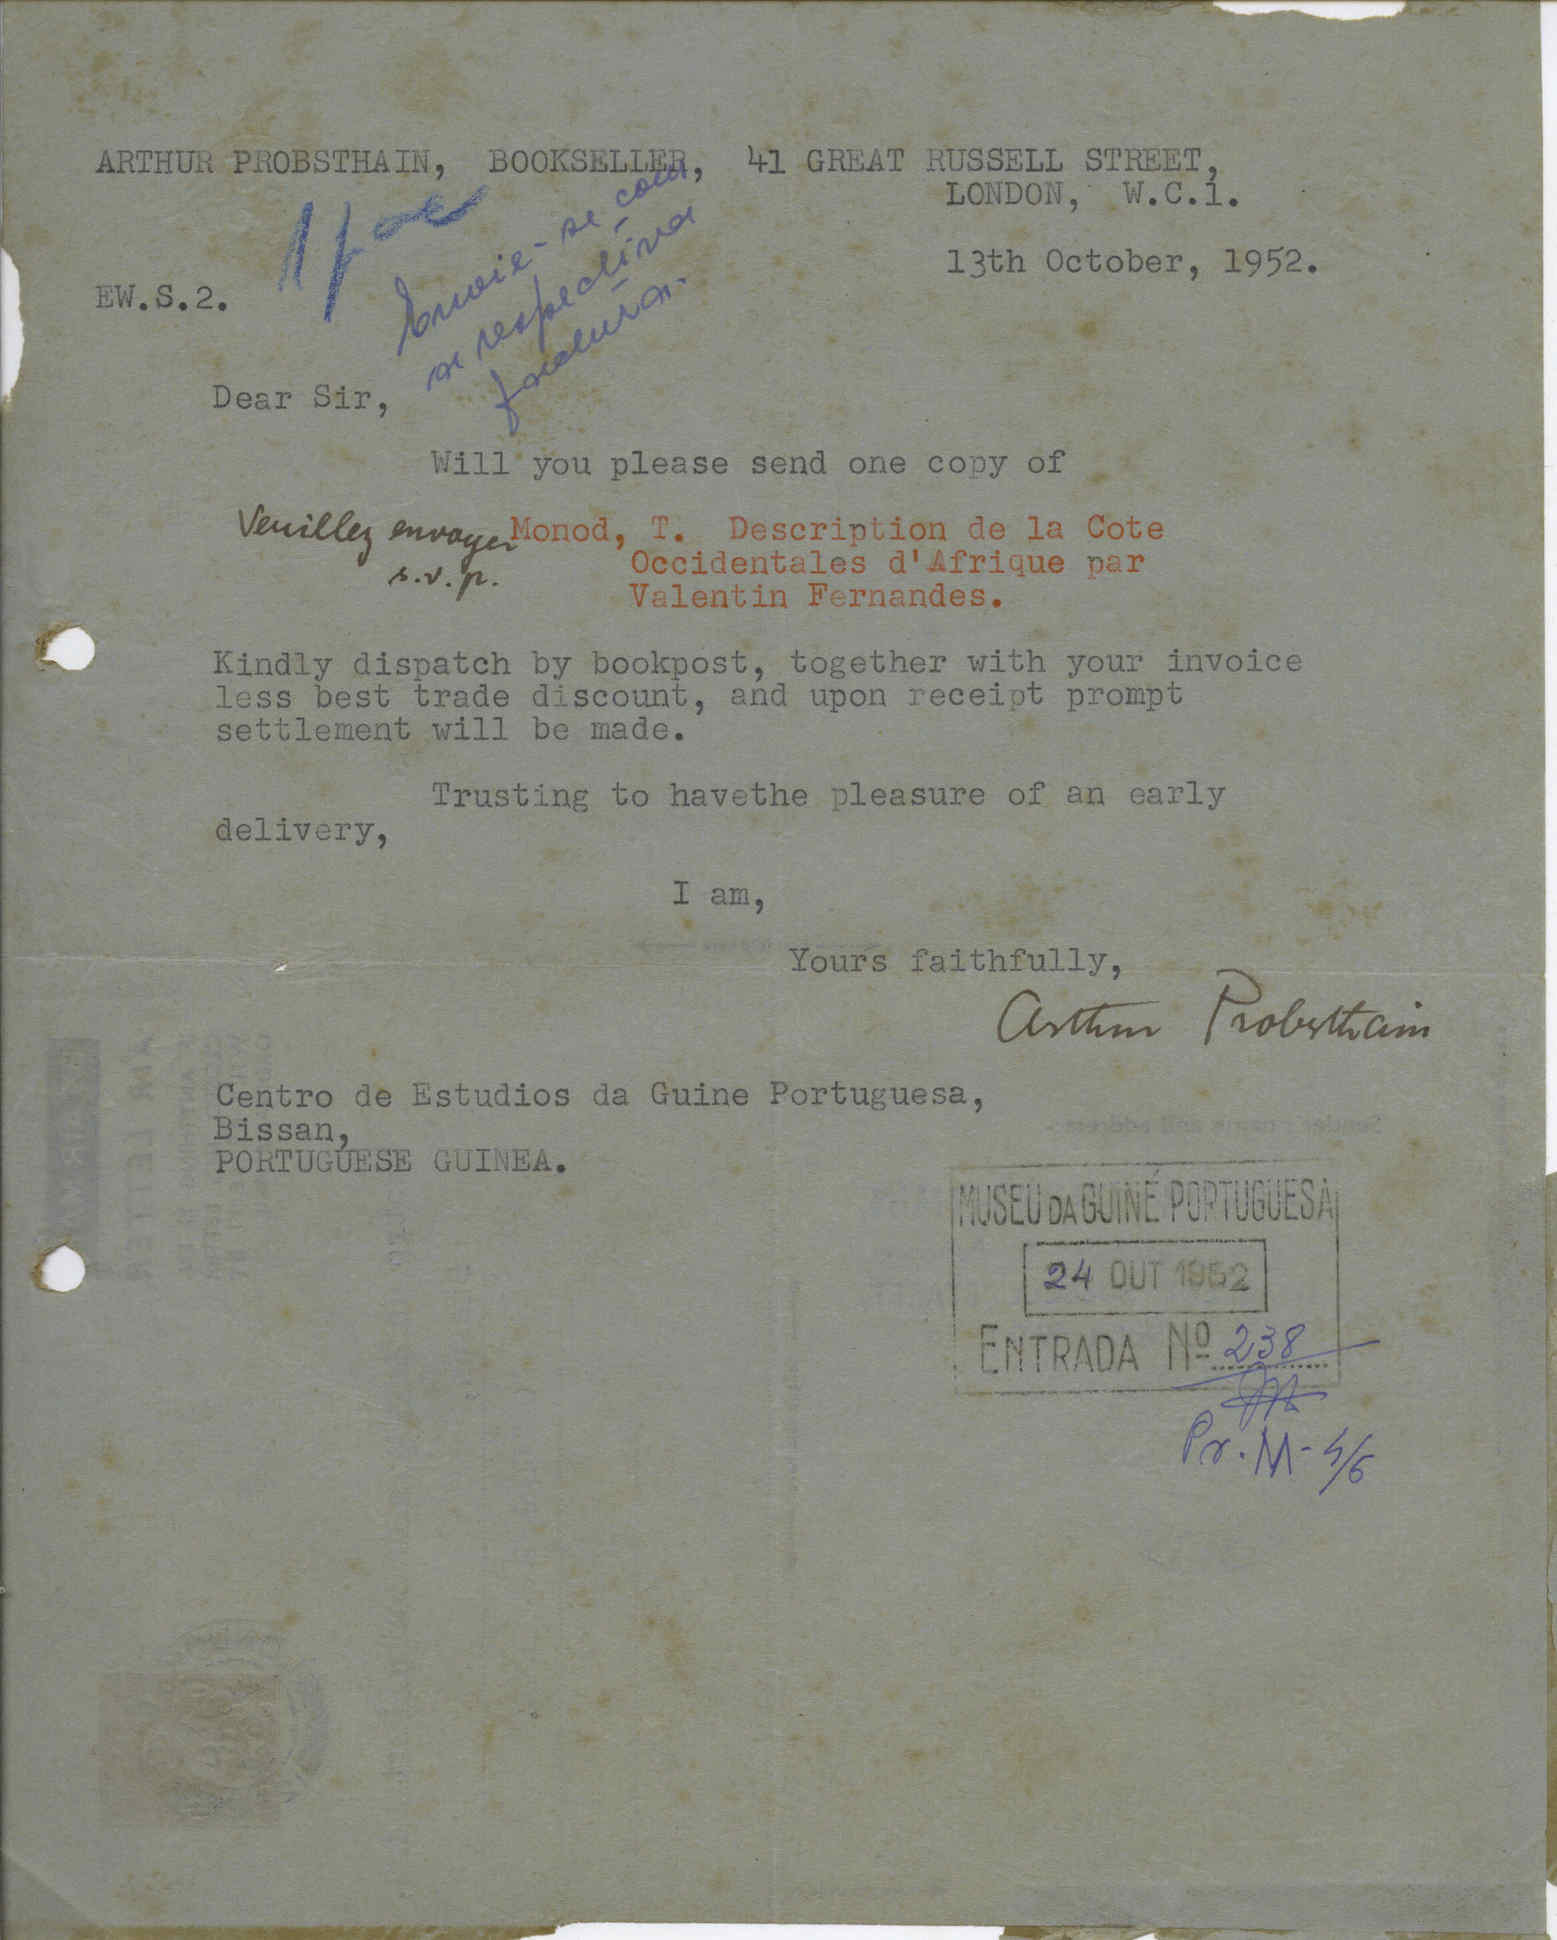 ARTHUR PROBSTHAIN, BOOKSELLER, 41 GREAT RUSSELL STREET,
LONDON, W.C.1.
13th October, 1952.
EW.S.2.
Envie-se com
a respectiva
factura.
Dear Sir,
Will you please send one copy of
Veuillez envoyer
s.v.p.
Monod, T. Description de la Cote
Occidentales d'Afrique par
Valentin Fernandes.
Kindly dispatch by bookpost, together with your invoice
less best trade discount, and upon receipt prompt
settlement will be made.
Trusting to havethe pleasure of an early
delivery,
I am,
Yours faithfully,
Arthur Probsthain
Centro de Estudios da Guine Portuguesa,
Bissan,
PORTUGUESE GUINEA.
MUSEU DA GUINÉ PORTUGUESA
24 OUT 1952
ENTRADA Nº 238
Pr. M-4/6